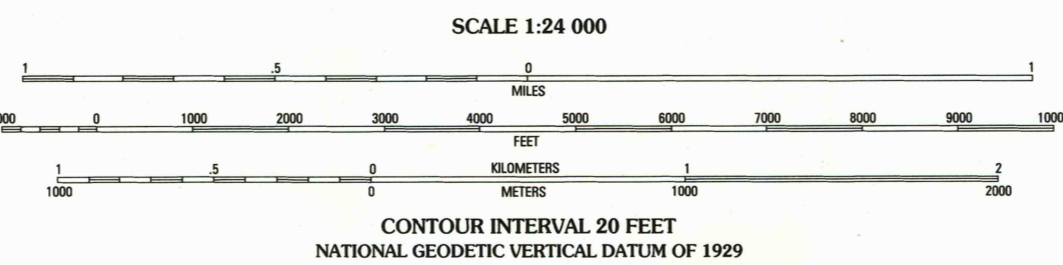 SCALE 1:24 000
1 .5 0 1
MILES
0 1000 2000 3000 4000 5000 6000 7000 8000 9000
FEET
1 .5 0 KILOMETERS 1 2
1000 0 METERS 1000 2000
CONTOUR INTERVAL 20 FEET
NATIONAL GEODETIC VERTICAL DATUM OF 1929